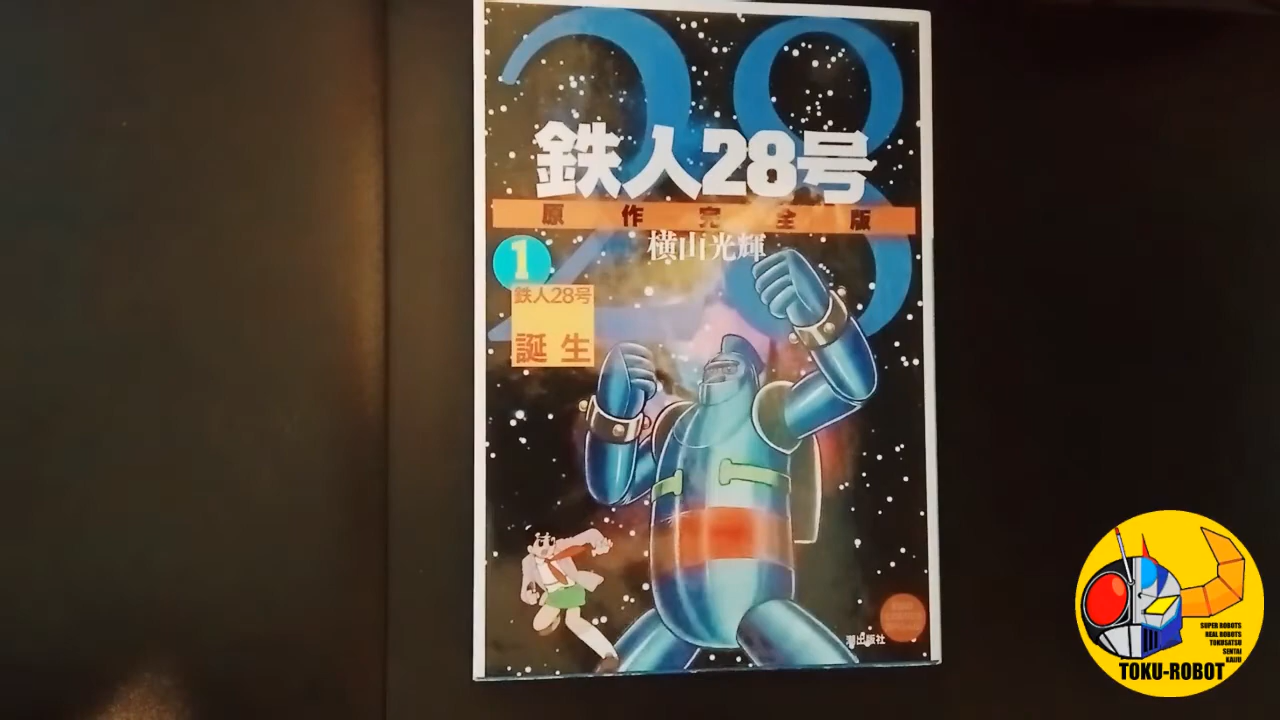 28
鉄人28号
原作完全版
横山光輝
1
鉄人28号
誕生
潮出版社
SUPER ROBOTS
REAL ROBOTS
TOKUSATSU
SENTAI
KAIJU
TOKU-ROBOT